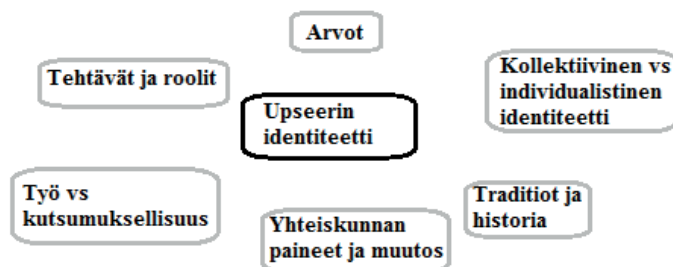 Arvot
Tehtävät ja roolit
Kollektiivinen vs
individualistinen
identiteetti
Upseerin
identiteetti
Työ vs
kutsumuksellisuus
Traditiot ja
historia
Yhteiskunnan
paineet ja muutos